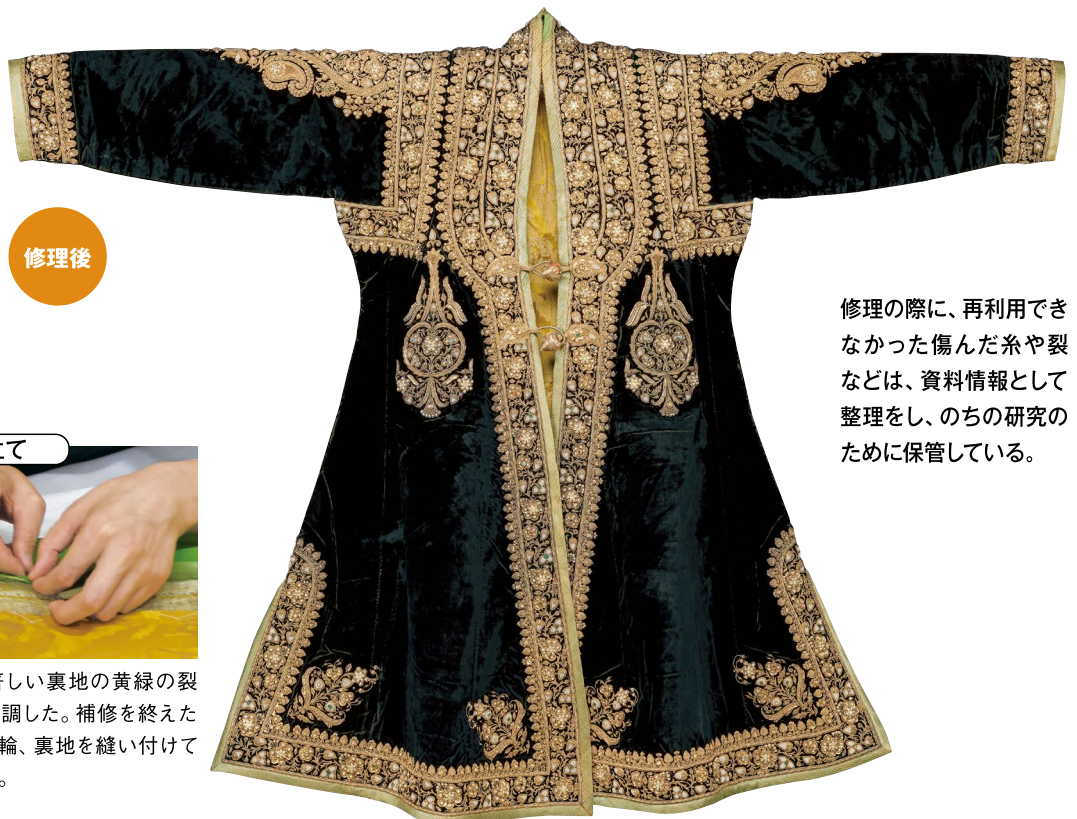 修理後
修理の際に、再利用でき
なかった傷んだ糸や裂
などは、資料情報として
整理をし、のちの研究の
ために保管している。
立て
しい裏地の黄緑の裂
調した。補修を終えた
輪、裏地を縫い付けて
。